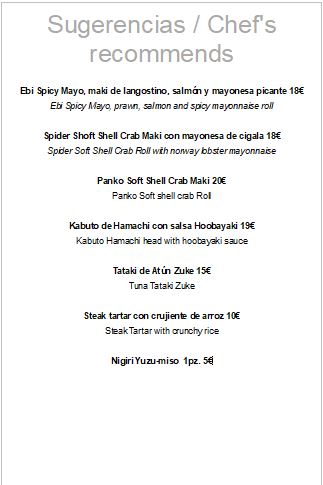 Sugerencias / Chef's
recommends
Ebi Spicy Mayo, maki de langostino, salmón y mayonesa picante 18€
Ebi Spicy Mayo, prawn, salmon and spicy mayonnaise roll
Spider Shoft Shell Crab Maki con mayonesa de cigala 18€
Spider Soft Shell Crab Roll with norway lobster mayonnaise
Panko Soft Shell Crab Maki 20€
Panko Soft shell crab Roll
Kabuto de Hamachi con salsa Hoobayaki 19€
Kabuto Hamachi head with hoobayaki sauce
Tataki de Atún Zuke 15€
Tuna Tataki Zuke
Steak tartar con crujiente de arroz 10€
Steak Tartar with crunchy rice
Nigiri Yuzu-miso 1pz. 5€